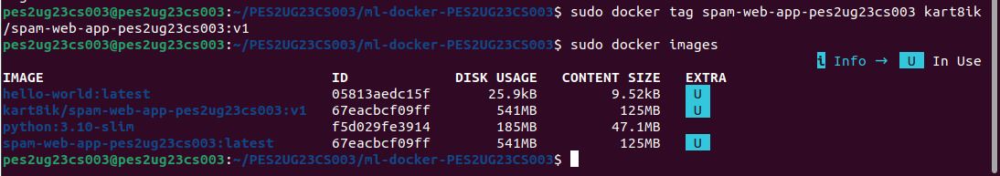 pes2ug23cs003@pes2ug23cs003:~/PES2UG23CS003/ml-docker-PES2UG23CS003$ sudo docker tag spam-web-app-pes2ug23cs003 kart8ik
/spam-web-app-pes2ug23cs003:v1
pes2ug23cs003@pes2ug23cs003:~/PES2UG23CS003/ml-docker-PES2UG23CS003$ sudo docker images
i Info → U In Use
IMAGE ID DISK USAGE CONTENT SIZE EXTRA
hello-world:latest 05813aedc15f 25.9kB 9.52kB U
kart8ik/spam-web-app-pes2ug23cs003:v1 67eacbcf09ff 541MB 125MB U
python:3.10-slim f5d029fe3914 185MB 47.1MB
spam-web-app-pes2ug23cs003:latest 67eacbcf09ff 541MB 125MB U
pes2ug23cs003@pes2ug23cs003:~/PES2UG23CS003/ml-docker-PES2UG23CS003$